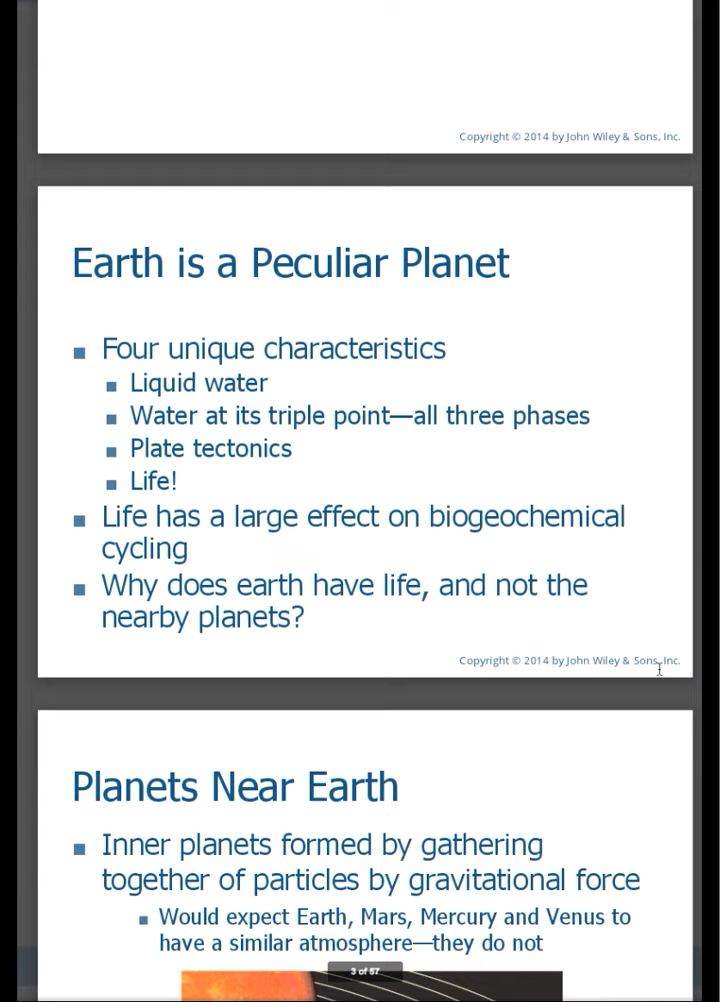 Copyright © 2014 by John Wiley & Sons, Inc.
Earth is a Peculiar Planet
Four unique characteristics
Liquid water
Water at its triple point—all three phases
Plate tectonics
Life!
Life has a large effect on biogeochemical
cycling
Why does earth have life, and not the
nearby planets?
Copyright © 2014 by John Wiley & Sons, Inc.
Planets Near Earth
Inner planets formed by gathering
together of particles by gravitational force
Would expect Earth, Mars, Mercury and Venus to
have a similar atmosphere—they do not
3 of 57